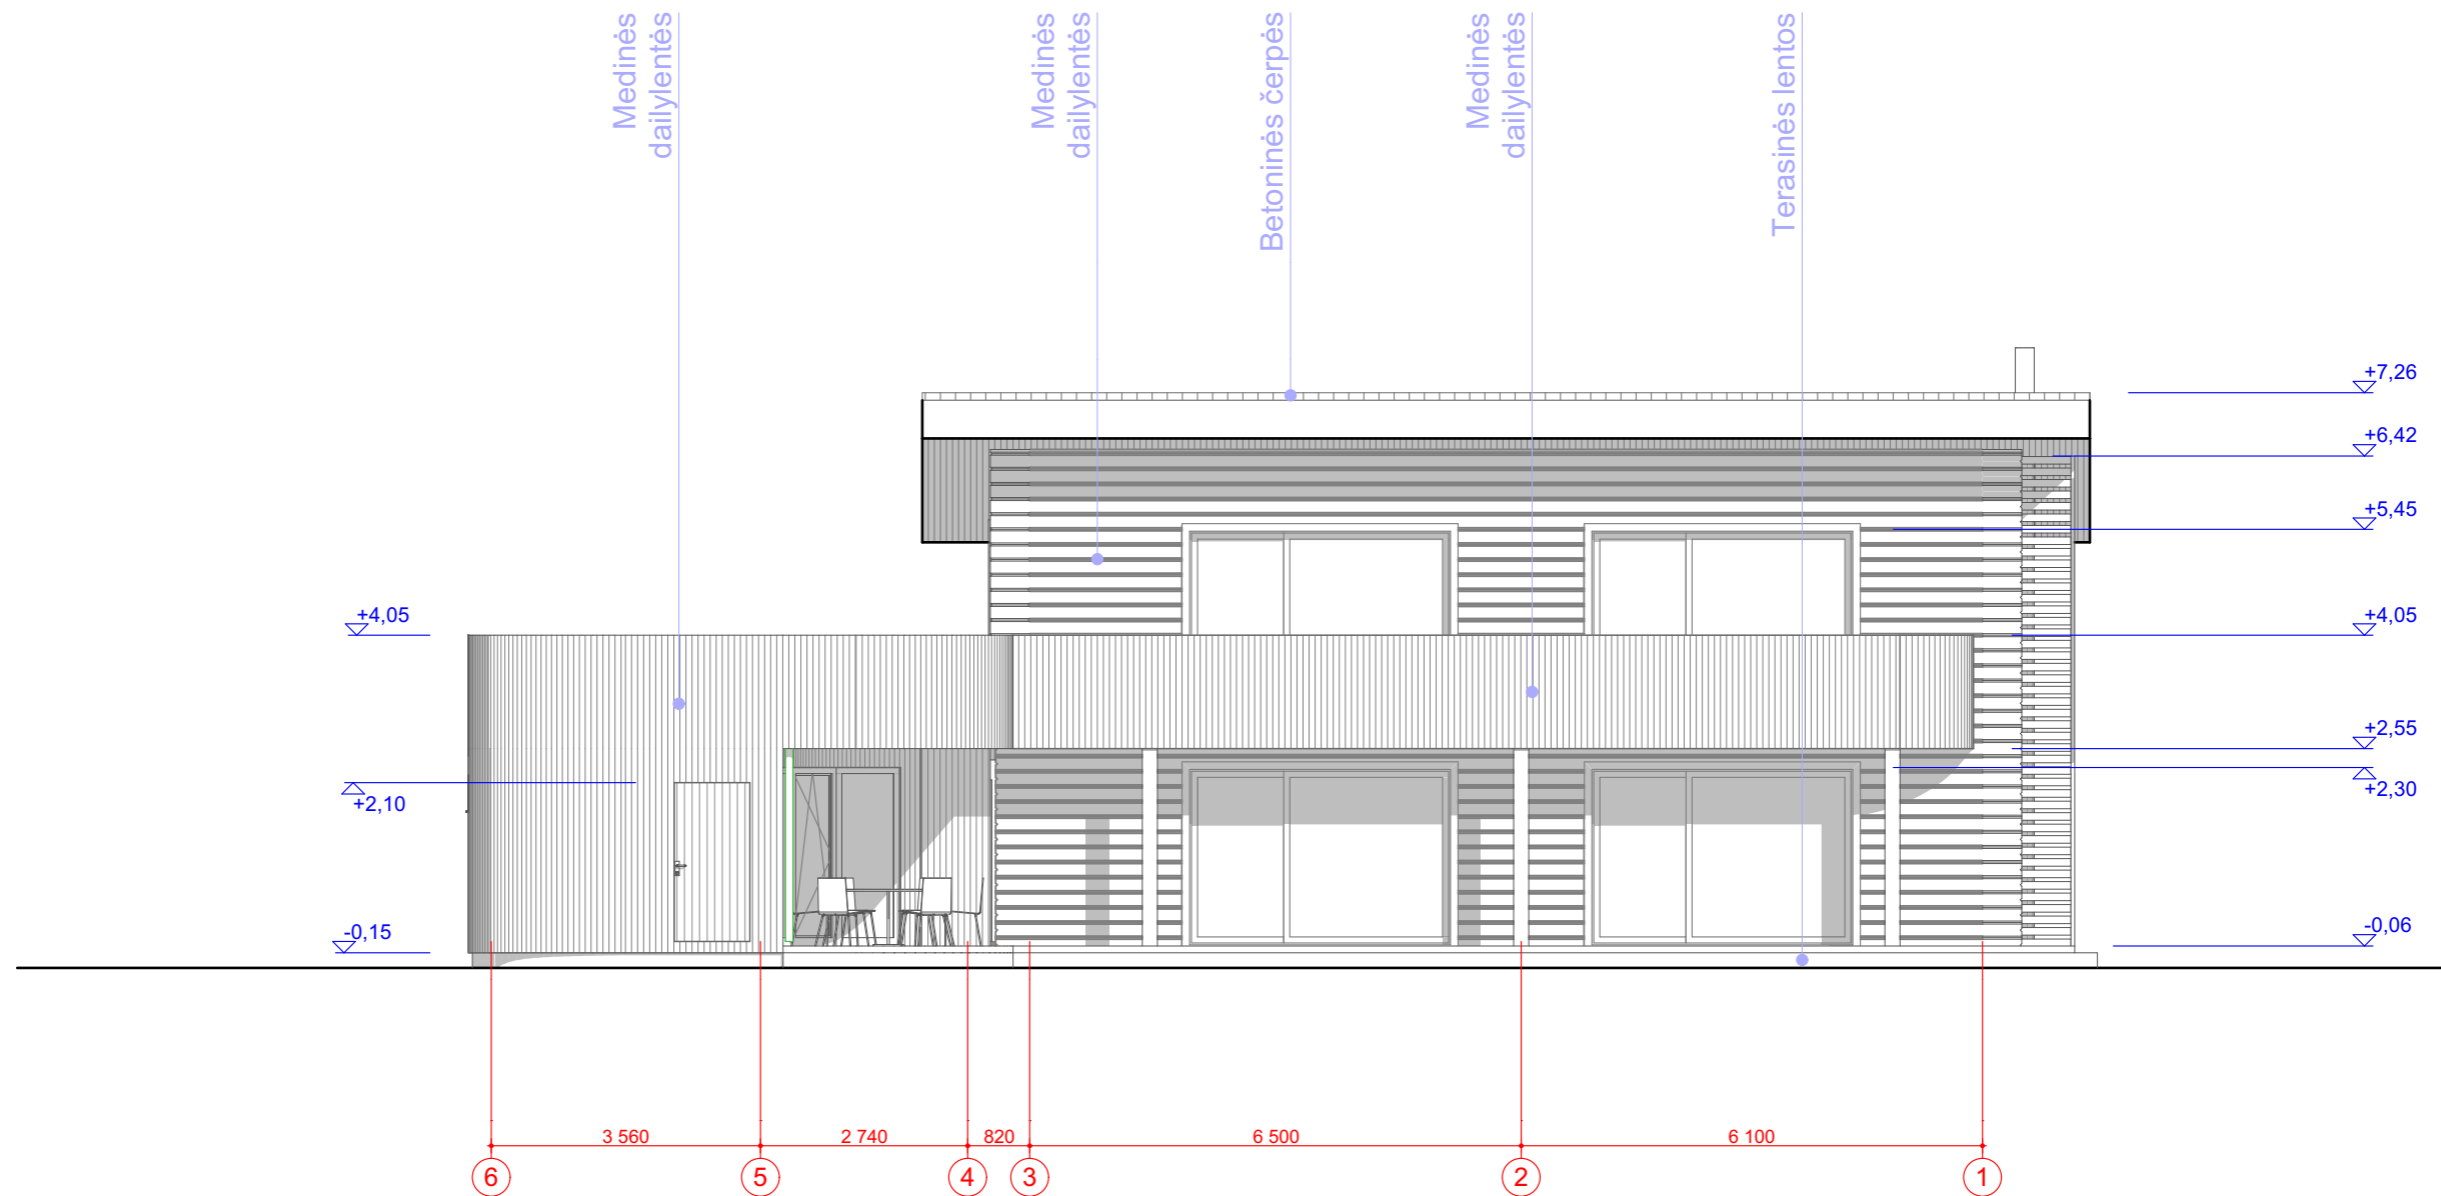 Medinės
dailylentės
Medinės
dailylentės
Betoninės čerpės
Medinės
dailylentės
Terasinės lentos
+7,26
+6,42
+5,45
+4,05
+4,05
+2,55
+2,10
+2,30
-0,15
-0,06
3 560
2 740
820
6 500
6 100
6
5
4
3
2
1